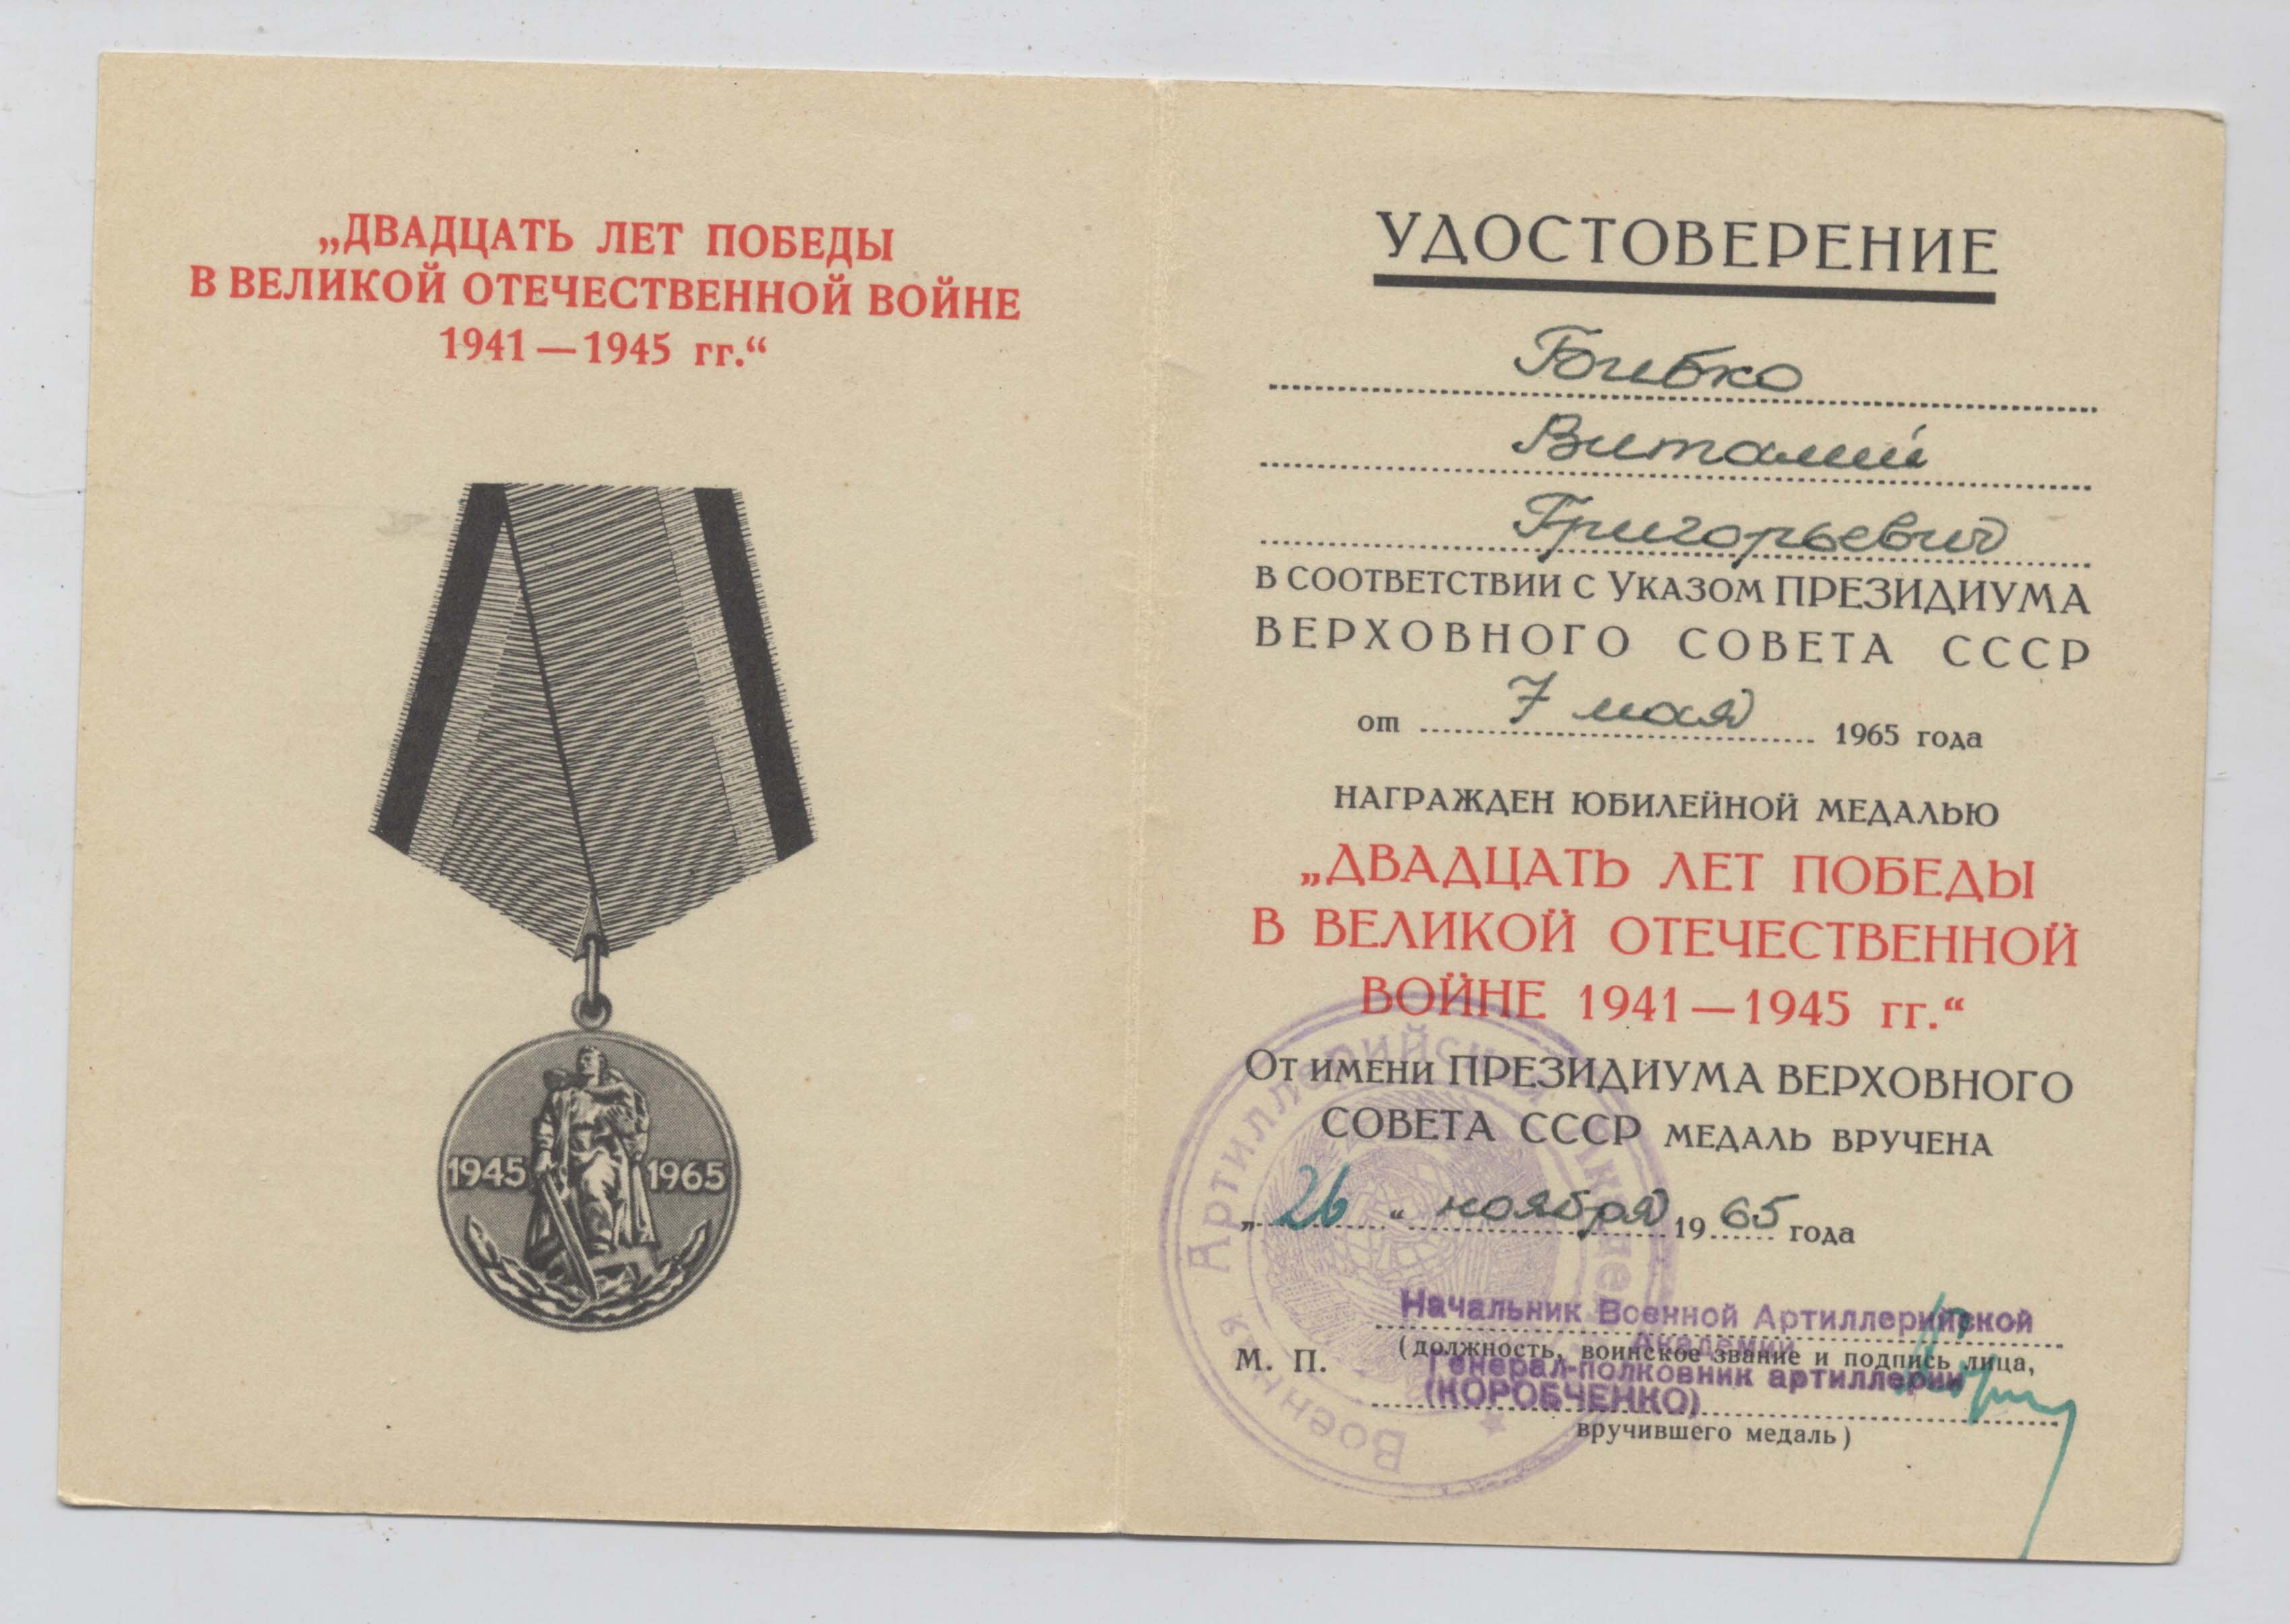 „ДВАДЦАТЬ ЛЕТ ПОБЕДЫ
В ВЕЛИКОЙ ОТЕЧЕСТВЕННОЙ ВОЙНЕ
1941—1945 гг.“
1945 1965
УДОСТОВЕРЕНИЕ
Виталий
Григорьевич
В СООТВЕТСТВИИ С УКАЗОМ ПРЕЗИДИУМА
ВЕРХОВНОГО СОВЕТА СССР
от 7 мая 1965 года
НАГРАЖДЕН ЮБИЛЕЙНОЙ МЕДАЛЬЮ
„ДВАДЦАТЬ ЛЕТ ПОБЕДЫ
В ВЕЛИКОЙ ОТЕЧЕСТВЕННОЙ
ВОЙНЕ 1941—1945 гг.“
ОТ ИМЕНИ ПРЕЗИДИУМА ВЕРХОВНОГО
СОВЕТА СССР МЕДАЛЬ ВРУЧЕНА
„26“ ноября 1965 года
Начальник Военной Артиллерийской
Академии
М. П. (должность, воинское звание и подпись лица,
Генерал-полковник артиллерии
(КОРОБЧЕНКО)
вручившего медаль)
Военная Артиллерийская Академия